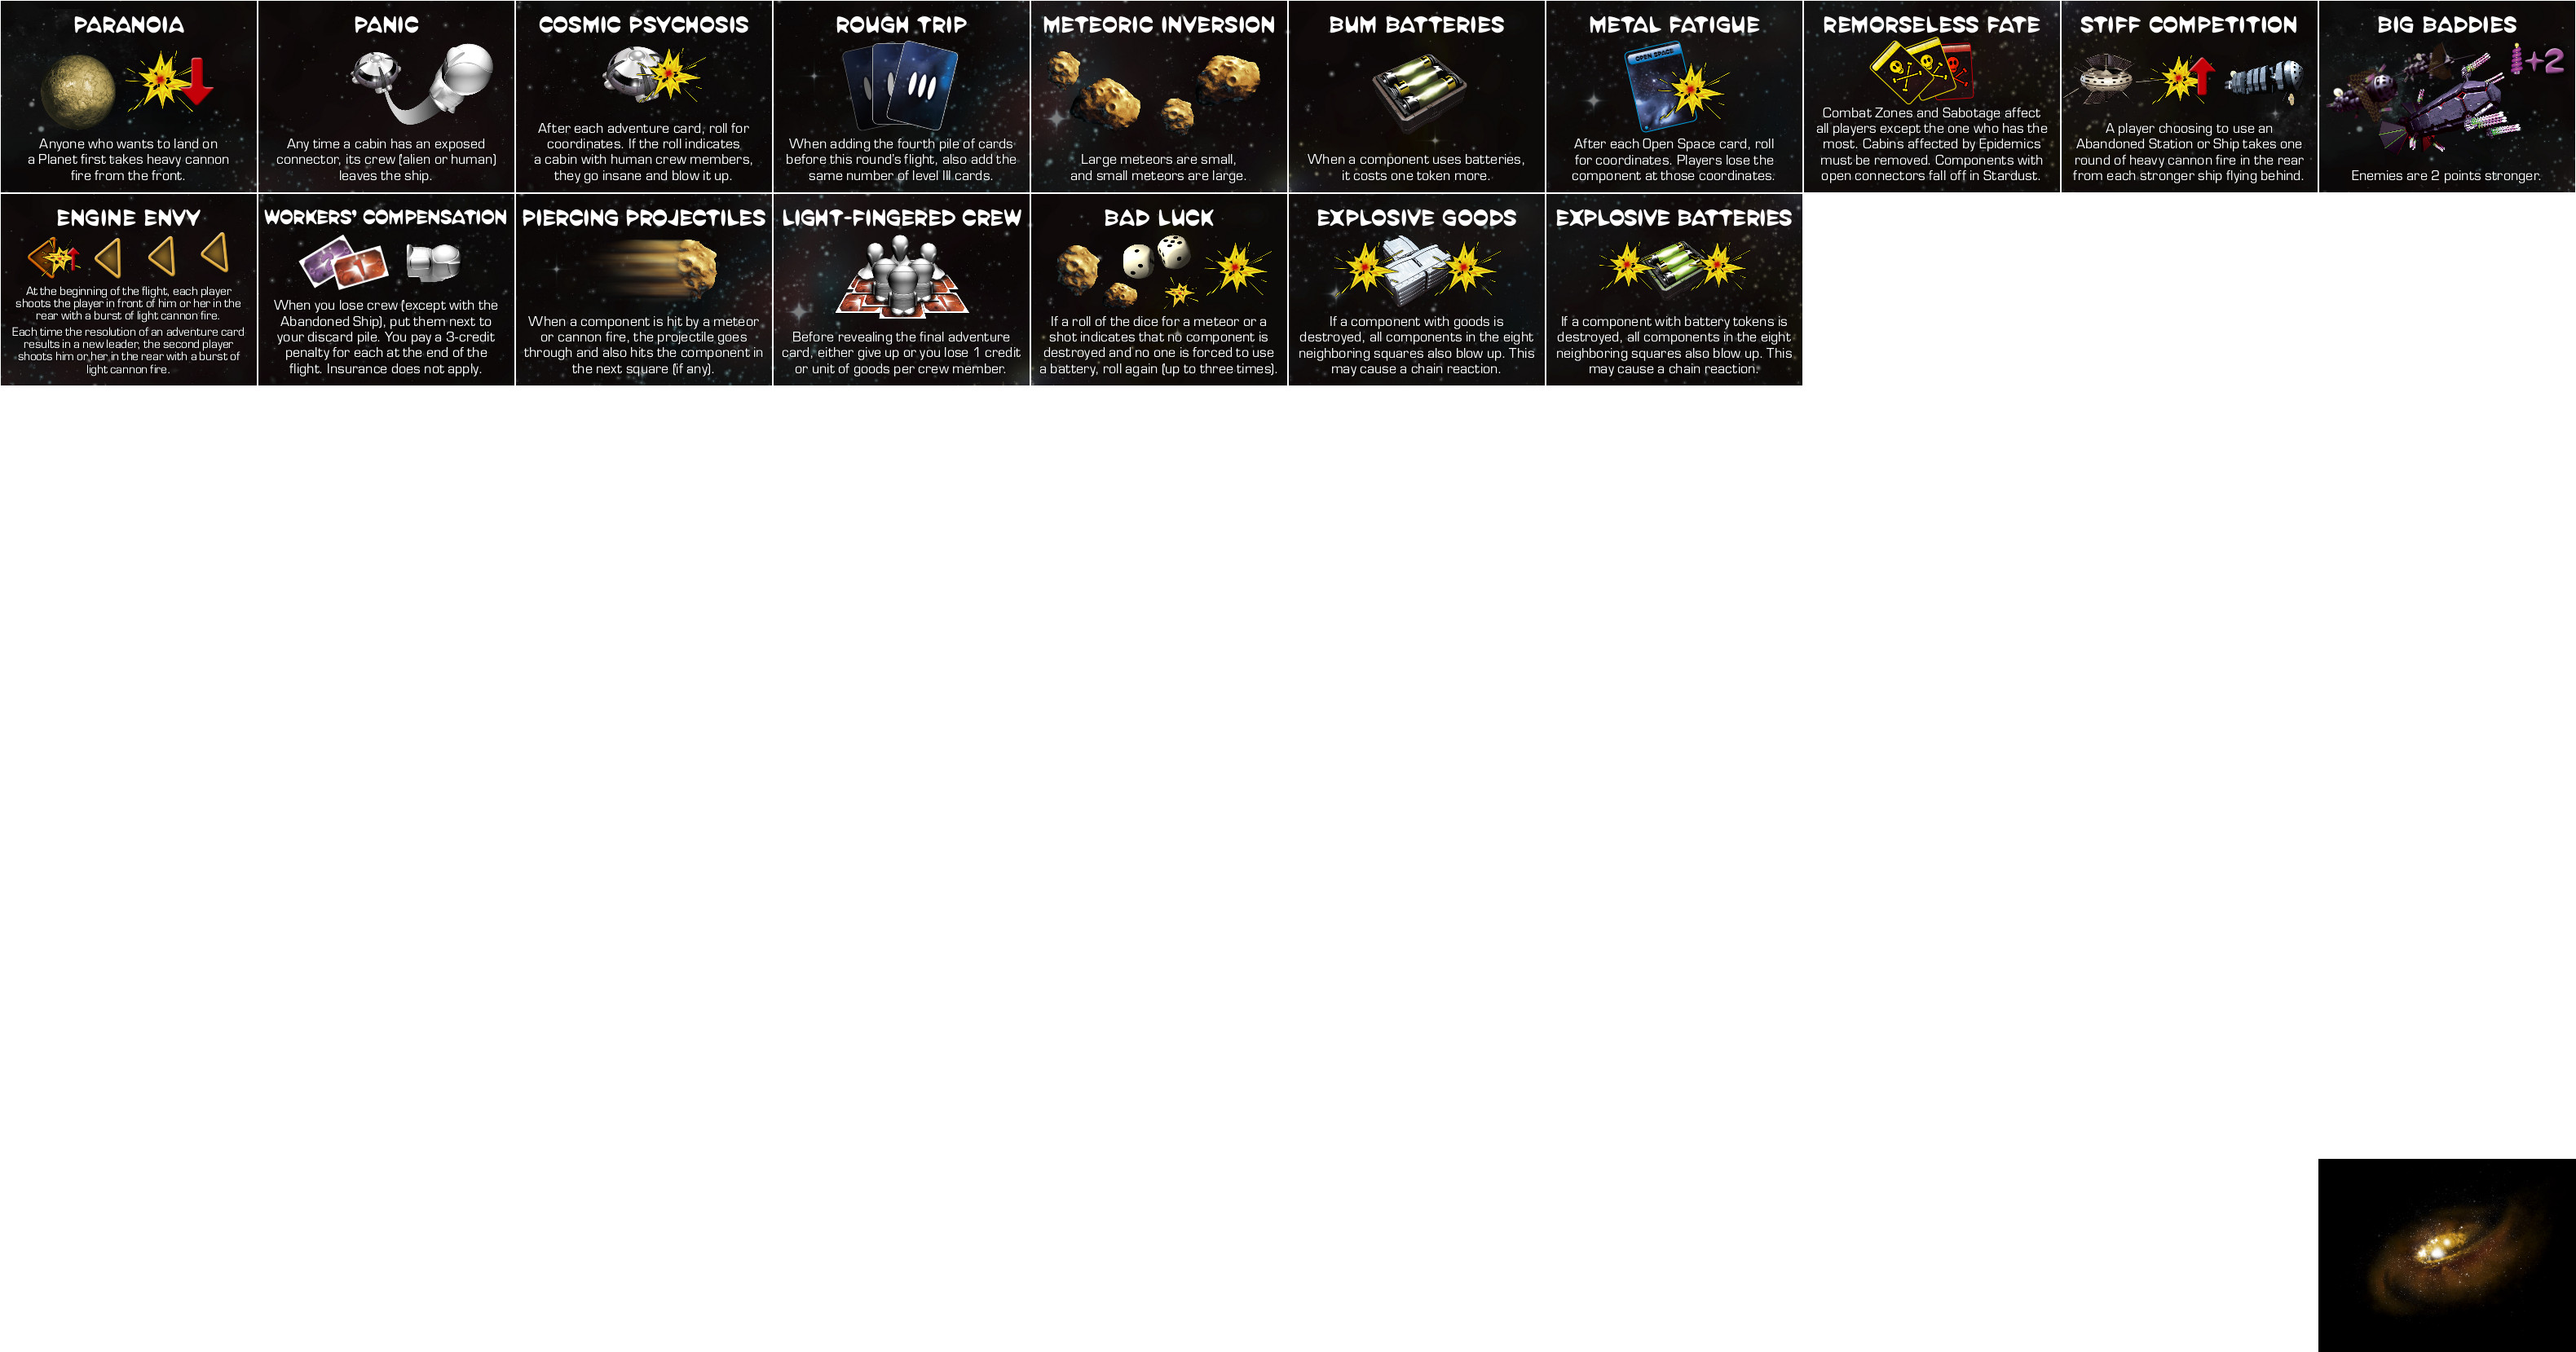 PARANOIA
Anyone who wants to land on
a Planet first takes heavy cannon
fire from the front.
PANIC
Any time a cabin has an exposed
connector, its crew (alien or human)
leaves the ship.
COSMIC PSYCHOSIS
After each adventure card, roll for
coordinates. If the roll indicates
a cabin with human crew members,
they go insane and blow it up.
ROUGH TRIP
When adding the fourth pile of cards
before this round's flight, also add the
same number of level III cards.
METEORIC INVERSION
Large meteors are small,
and small meteors are large.
BUM BATTERIES
When a component uses batteries,
it costs one token more.
METAL FATIGUE
OPEN SPACE
After each Open Space card, roll
for coordinates. Players lose the
component at those coordinates.
REMORSELESS FATE
Combat Zones and Sabotage affect
all players except the one who has the
most. Cabins affected by Epidemics
must be removed. Components with
open connectors fall off in Stardust.
STIFF COMPETITION
A player choosing to use an
Abandoned Station or Ship takes one
round of heavy cannon fire in the rear
from each stronger ship flying behind.
BIG BADDIES
+2
Enemies are 2 points stronger.
ENGINE ENVY
At the beginning of the flight, each player
shoots the player in front of him or her in the
rear with a burst of light cannon fire.
Each time the resolution of an adventure card
results in a new leader, the second player
shoots him or her in the rear with a burst of
light cannon fire.
WORKERS' COMPENSATION
When you lose crew (except with the
Abandoned Ship), put them next to
your discard pile. You pay a 3-credit
penalty for each at the end of the
flight. Insurance does not apply.
PIERCING PROJECTILES
When a component is hit by a meteor
or cannon fire, the projectile goes
through and also hits the component in
the next square (if any).
LIGHT-FINGERED CREW
Before revealing the final adventure
card, either give up or you lose 1 credit
or unit of goods per crew member.
BAD LUCK
If a roll of the dice for a meteor or a
shot indicates that no component is
destroyed and no one is forced to use
a battery, roll again (up to three times).
EXPLOSIVE GOODS
If a component with goods is
destroyed, all components in the eight
neighboring squares also blow up. This
may cause a chain reaction.
EXPLOSIVE BATTERIES
If a component with battery tokens is
destroyed, all components in the eight
neighboring squares also blow up. This
may cause a chain reaction.